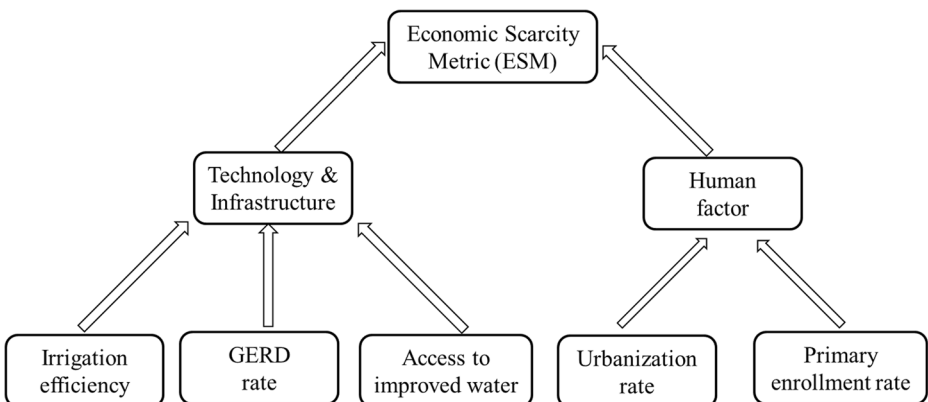 Economic Scarcity
Metric (ESM)
Technology &
Infrastructure
Human
factor
Irrigation
efficiency
GERD
rate
Access to
improved water
Urbanization
rate
Primary
enrollment rate